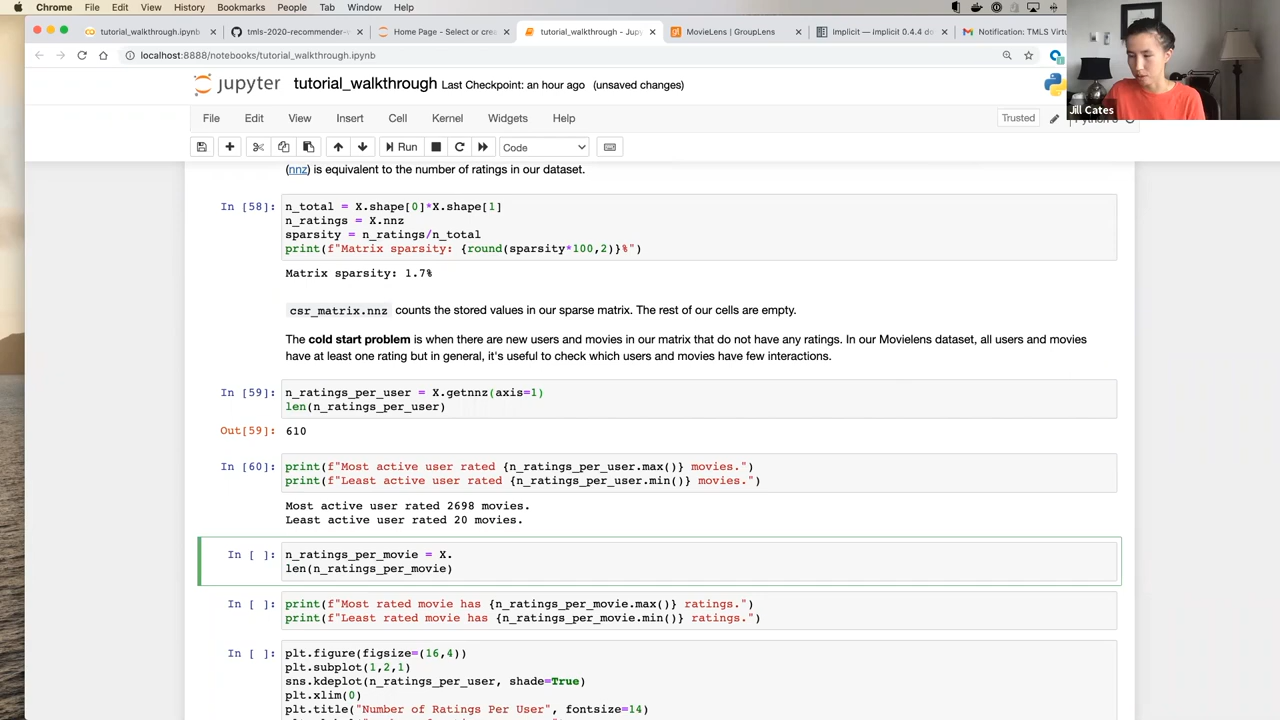 Chrome File Edit View History Bookmarks People Tab Window Help
tutorial_walkthrough.ipynb
tmls-2020-recommender-
Home Page - Select or crea
tutorial_walkthrough - Jupy
MovieLens | GroupLens
Implicit — implicit 0.4.4 do
Notification: TMLS Virtu
localhost:8888/notebooks/tutorial_walkthrough.ipynb
jupyter tutorial_walkthrough Last Checkpoint: an hour ago (unsaved changes)
Jill Cates
File Edit View Insert Cell Kernel Widgets Help
Trusted
Run
Code
(nnz) is equivalent to the number of ratings in our dataset.
In [58]:
n_total = X.shape[0]*X.shape[1]
n_ratings = X.nnz
sparsity = n_ratings/n_total
print(f"Matrix sparsity: {round(sparsity*100,2)}%")
Matrix sparsity: 1.7%
csr_matrix.nnz counts the stored values in our sparse matrix. The rest of our cells are empty.
The cold start problem is when there are new users and movies in our matrix that do not have any ratings. In our Movielens dataset, all users and movies
have at least one rating but in general, it's useful to check which users and movies have few interactions.
In [59]:
n_ratings_per_user = X.getnnz(axis=1)
len(n_ratings_per_user)
Out[59]: 610
In [60]:
print(f"Most active user rated {n_ratings_per_user.max()} movies.")
print(f"Least active user rated {n_ratings_per_user.min()} movies.")
Most active user rated 2698 movies.
Least active user rated 20 movies.
In [ ]:
n_ratings_per_movie = X.
len(n_ratings_per_movie)
In [ ]:
print(f"Most rated movie has {n_ratings_per_movie.max()} ratings.")
print(f"Least rated movie has {n_ratings_per_movie.min()} ratings.")
In [ ]:
plt.figure(figsize=(16,4))
plt.subplot(1,2,1)
sns.kdeplot(n_ratings_per_user, shade=True)
plt.xlim(0)
plt.title("Number of Ratings Per User", fontsize=14)